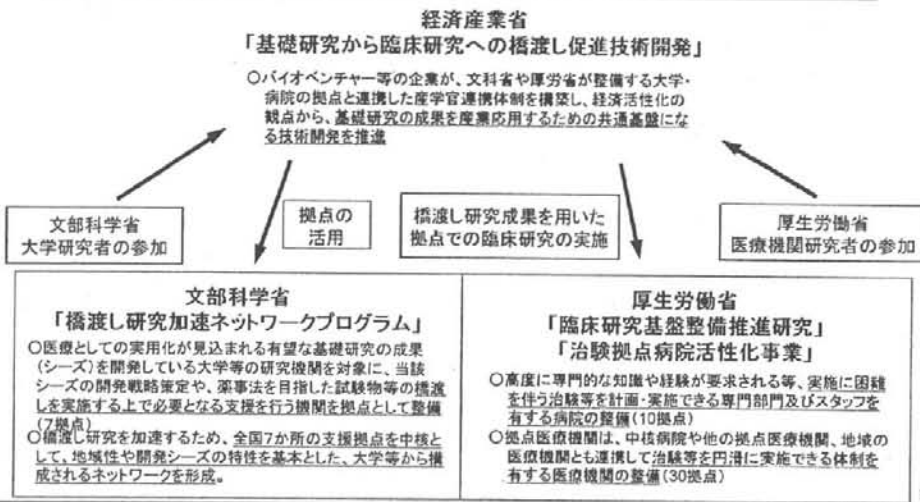 経済産業省
「基礎研究から臨床研究への橋渡し促進技術開発」
○バイオベンチャー等の企業が、文科省や厚労省が整備する大学・
病院の拠点と連携した産学官連携体制を構築し、経済活性化の
観点から、基礎研究の成果を産業応用するための共通基盤にな
る技術開発を推進
文部科学省
大学研究者の参加
拠点の
活用
橋渡し研究成果を用いた
拠点での臨床研究の実施
厚生労働省
医療機関研究者の参加
文部科学省
「橋渡し研究加速ネットワークプログラム」
○医療としての実用化が見込まれる有望な基礎研究の成果
(シーズ)を開発している大学等の研究機関を対象に、当該
シーズの開発戦略策定や、薬事法を目指した試験物等の橋渡
しを実施する上で必要となる支援を行う機関を拠点として整備
(7拠点)
○橋渡し研究を加速するため、全国7か所の支援拠点を中核と
して、地域性や開発シーズの特性を基本とした、大学等から構
成されるネットワークを形成。
厚生労働省
「臨床研究基盤整備推進研究」
「治験拠点病院活性化事業」
○高度に専門的な知識や経験が要求される等、実施に困難
を伴う治験等を計画・実施できる専門部門及びスタッフを
有する病院の整備(10拠点)
○拠点医療機関は、中核病院や他の拠点医療機関、地域の
医療機関とも連携して治験等を円滑に実施できる体制を
有する医療機関の整備(30拠点)